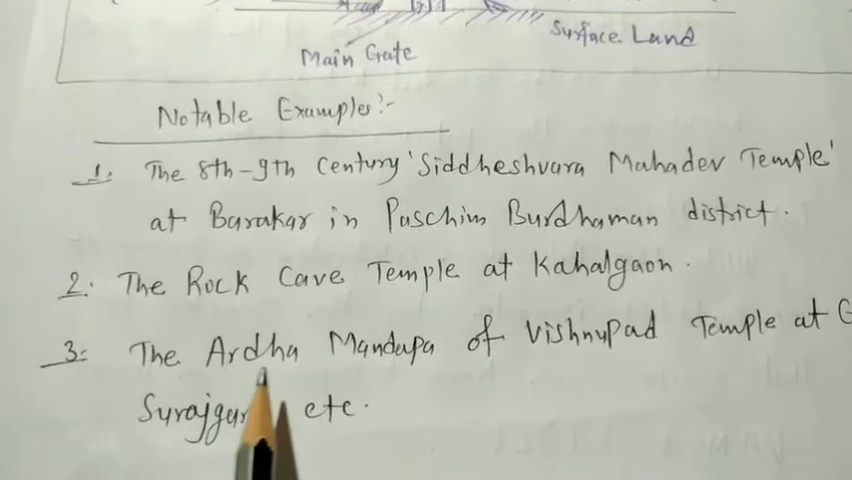 Surface Land
Main Gate
Notable Examples:-
1. The 8th-9th Century 'Siddheshvara Mahadev Temple'
at Barakar in Paschim Burdhaman district.
2. The Rock Cave Temple at Kahalgaon.
3. The Ardha Mandapa of Vishnupad Temple at
etc.